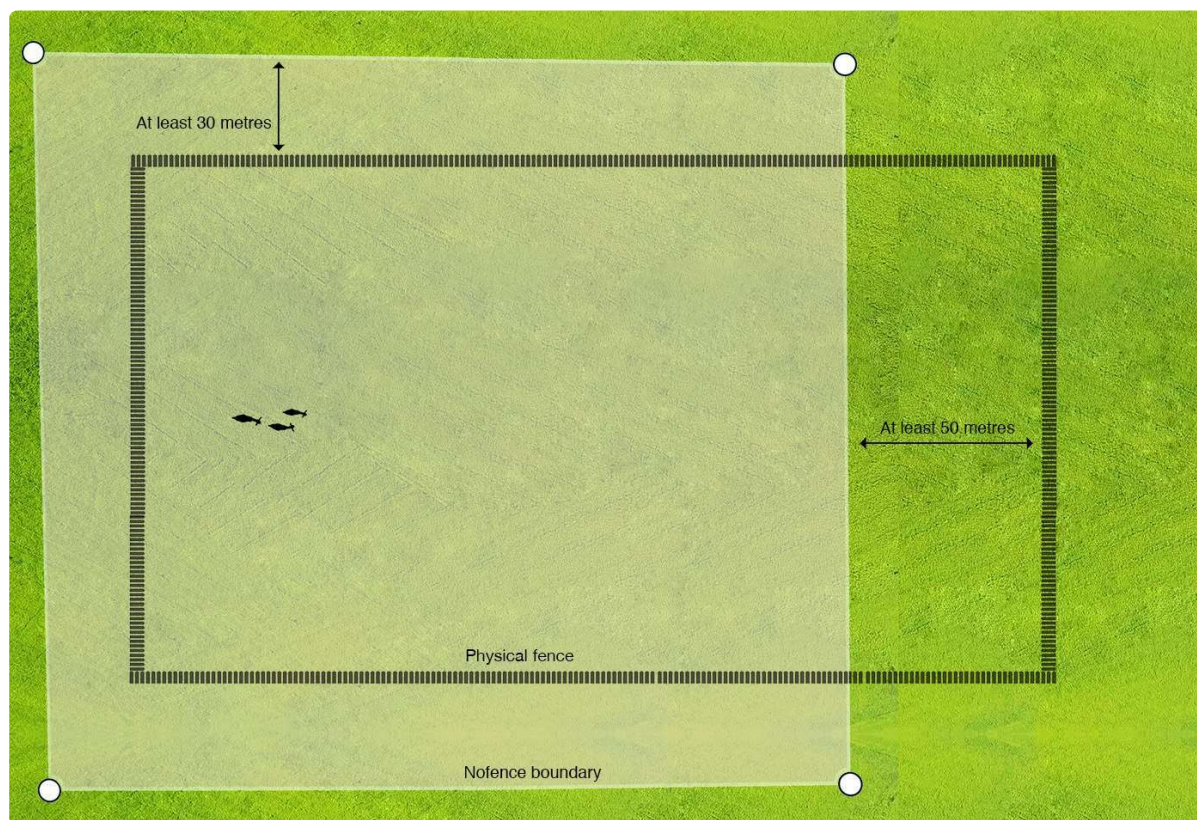 At least 30 metres
At least 50 metres
Physical fence
Nofence boundary